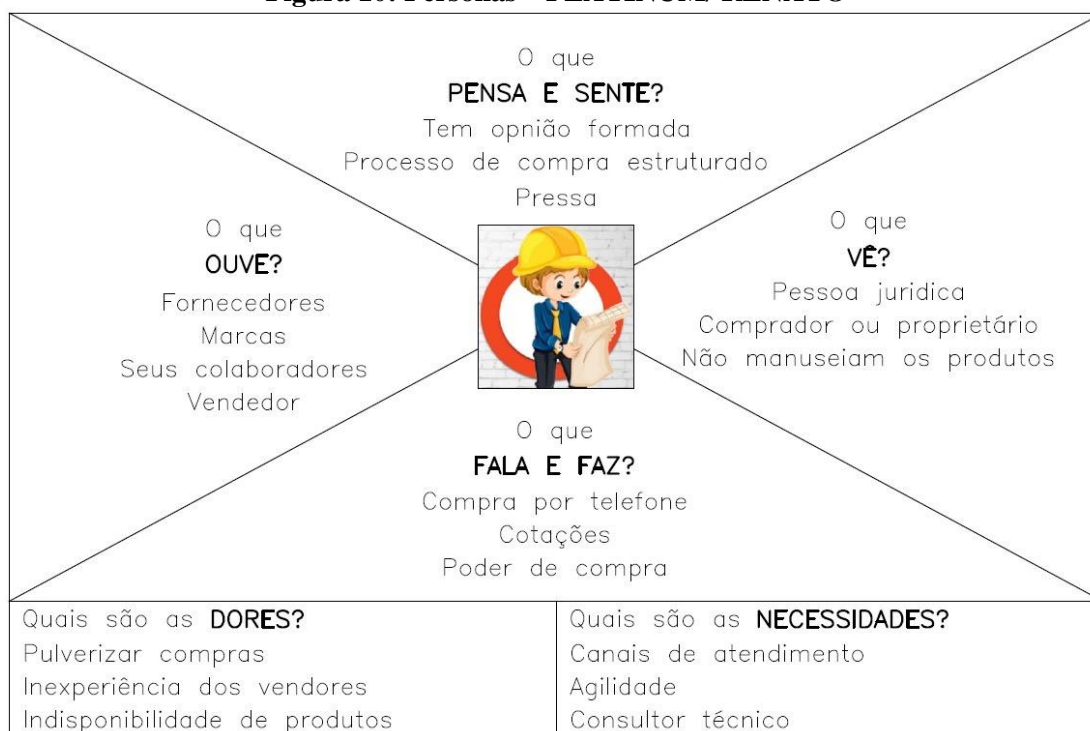 Personas PLATINUM/ RENATO
O que
PENSA E SENTE?
Tem opnião formada
Processo de compra estruturado
Pressa
O que
OUVE?
Fornecedores
Marcas
Seus colaboradores
Vendedor
O que
VÊ?
Pessoa juridica
Comprador ou proprietário
Não manuseiam os produtos
O que
FALA E FAZ?
Compra por telefone
Cotações
Poder de compra
Quais são as DORES?
Pulverizar compras
Inexperiência dos vendores
Indisponibilidade de produtos
Quais são as NECESSIDADES?
Canais de atendimento
Agilidade
Consultor técnico